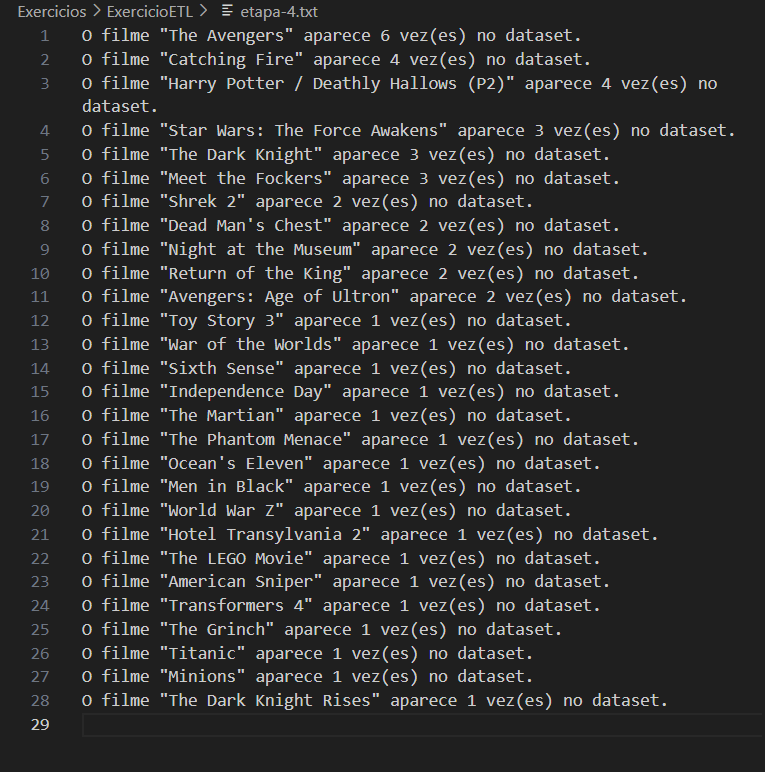 Exercicios > ExercicioETL > etapa-4.txt
1 O filme "The Avengers" aparece 6 vez(es) no dataset.
2 O filme "Catching Fire" aparece 4 vez(es) no dataset.
3 O filme "Harry Potter / Deathly Hallows (P2)" aparece 4 vez(es) no
dataset.
4 O filme "Star Wars: The Force Awakens" aparece 3 vez(es) no dataset.
5 O filme "The Dark Knight" aparece 3 vez(es) no dataset.
6 O filme "Meet the Fockers" aparece 3 vez(es) no dataset.
7 O filme "Shrek 2" aparece 2 vez(es) no dataset.
8 O filme "Dead Man's Chest" aparece 2 vez(es) no dataset.
9 O filme "Night at the Museum" aparece 2 vez(es) no dataset.
10 O filme "Return of the King" aparece 2 vez(es) no dataset.
11 O filme "Avengers: Age of Ultron" aparece 2 vez(es) no dataset.
12 O filme "Toy Story 3" aparece 1 vez(es) no dataset.
13 O filme "War of the Worlds" aparece 1 vez(es) no dataset.
14 O filme "Sixth Sense" aparece 1 vez(es) no dataset.
15 O filme "Independence Day" aparece 1 vez(es) no dataset.
16 O filme "The Martian" aparece 1 vez(es) no dataset.
17 O filme "The Phantom Menace" aparece 1 vez(es) no dataset.
18 O filme "Ocean's Eleven" aparece 1 vez(es) no dataset.
19 O filme "Men in Black" aparece 1 vez(es) no dataset.
20 O filme "World War Z" aparece 1 vez(es) no dataset.
21 O filme "Hotel Transylvania 2" aparece 1 vez(es) no dataset.
22 O filme "The LEGO Movie" aparece 1 vez(es) no dataset.
23 O filme "American Sniper" aparece 1 vez(es) no dataset.
24 O filme "Transformers 4" aparece 1 vez(es) no dataset.
25 O filme "The Grinch" aparece 1 vez(es) no dataset.
26 O filme "Titanic" aparece 1 vez(es) no dataset.
27 O filme "Minions" aparece 1 vez(es) no dataset.
28 O filme "The Dark Knight Rises" aparece 1 vez(es) no dataset.
29